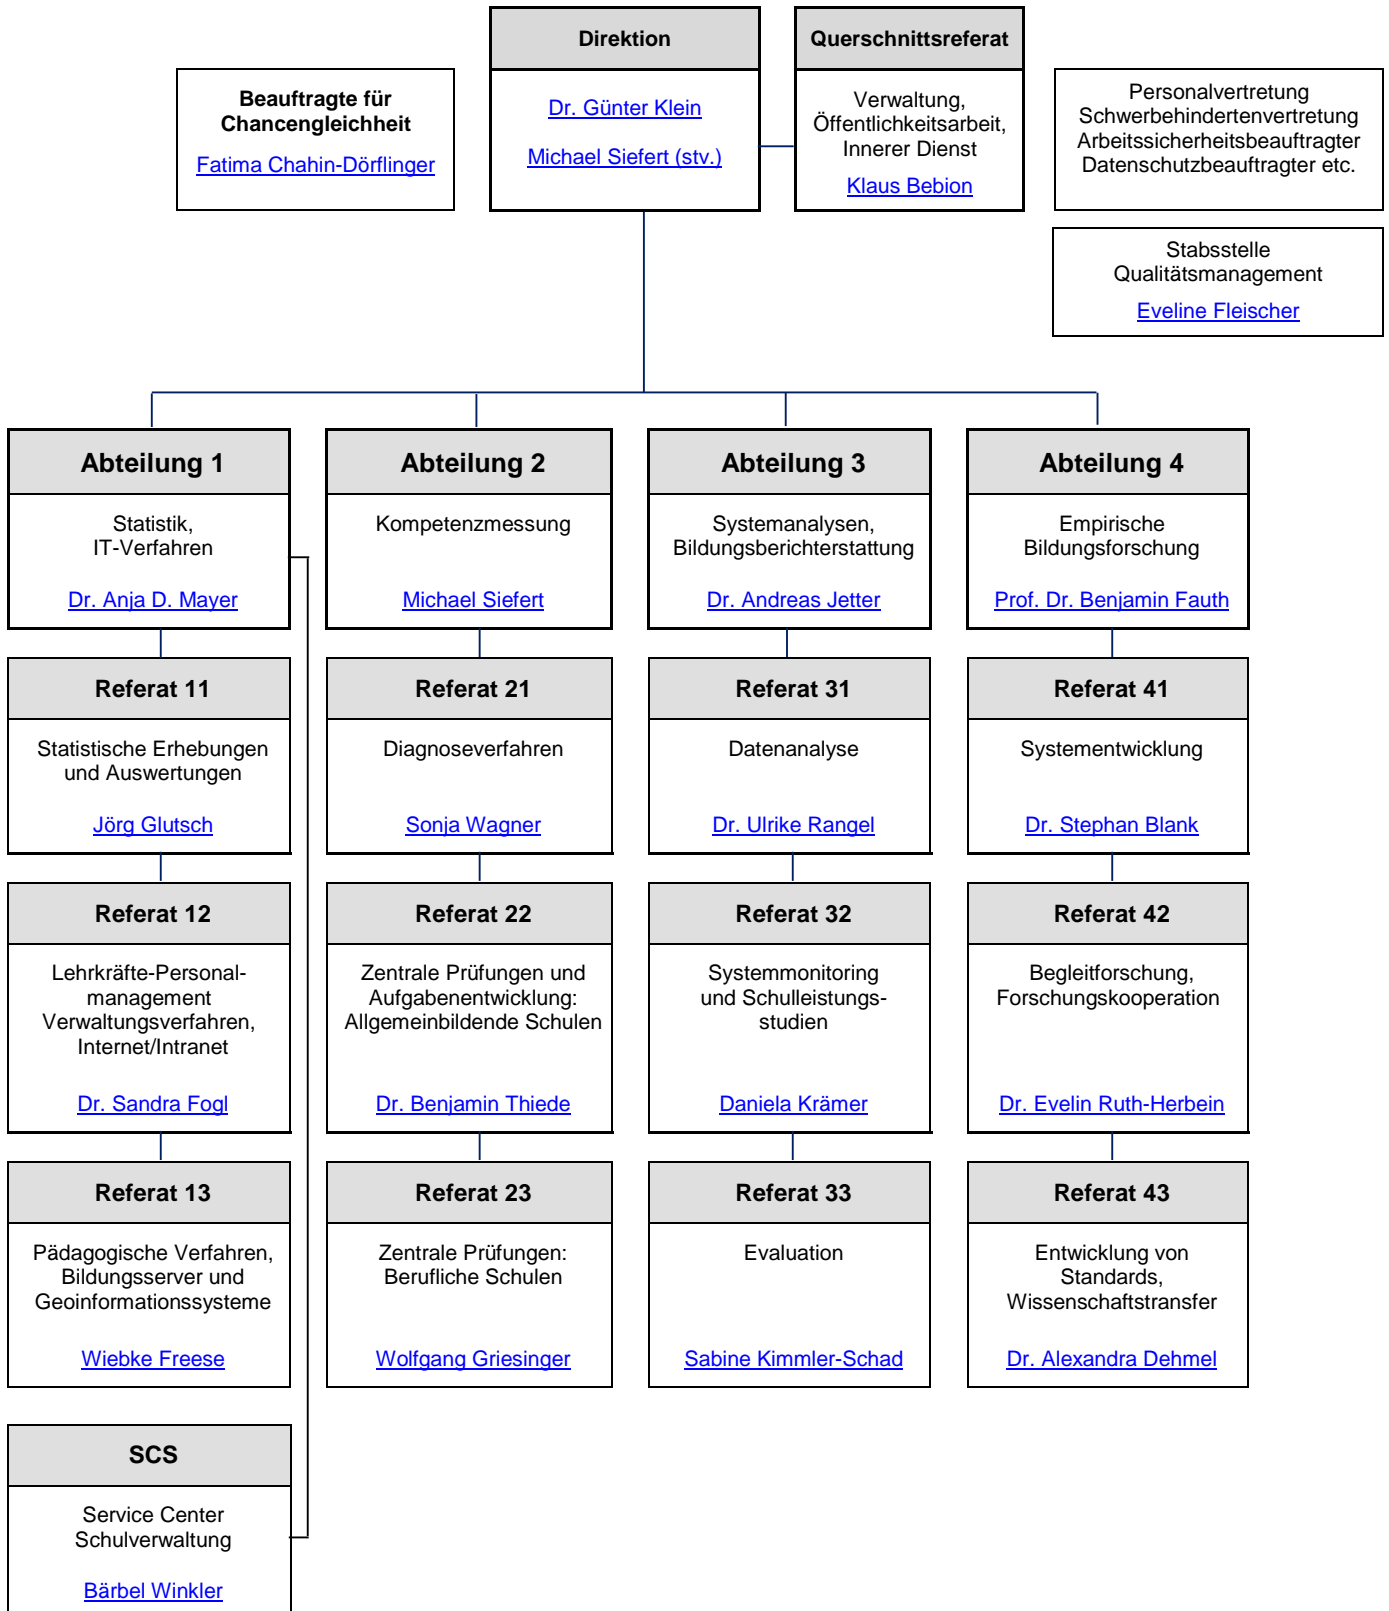 Direktion
Dr. Günter Klein
Michael Siefert (stv.)
Querschnittsreferat
Verwaltung,
Öffentlichkeitsarbeit,
Innerer Dienst
Klaus Bebion
Beauftragte für
Chancengleichheit
Fatima Chahin-Dörflinger
Personalvertretung
Schwerbehindertenvertretung
Arbeitssicherheitsbeauftragter
Datenschutzbeauftragter etc.
Stabsstelle
Qualitätsmanagement
Eveline Fleischer
Abteilung 1
Statistik,
IT-Verfahren
Dr. Anja D. Mayer
Referat 11
Statistische Erhebungen
und Auswertungen
Jörg Glutsch
Referat 12
Lehrkräfte-Personal-
management
Verwaltungsverfahren,
Internet/Intranet
Dr. Sandra Fogl
Referat 13
Pädagogische Verfahren,
Bildungsserver und
Geoinformationssysteme
Wiebke Freese
SCS
Service Center
Schulverwaltung
Bärbel Winkler
Abteilung 2
Kompetenzmessung
Michael Siefert
Referat 21
Diagnoseverfahren
Sonja Wagner
Referat 22
Zentrale Prüfungen und
Aufgabenentwicklung:
Allgemeinbildende Schulen
Dr. Benjamin Thiede
Referat 23
Zentrale Prüfungen:
Berufliche Schulen
Wolfgang Griesinger
Abteilung 3
Systemanalysen,
Bildungsberichterstattung
Dr. Andreas Jetter
Referat 31
Datenanalyse
Dr. Ulrike Rangel
Referat 32
Systemmonitoring
und Schulleistungs-
studien
Daniela Krämer
Referat 33
Evaluation
Sabine Kimmler-Schad
Abteilung 4
Empirische
Bildungsforschung
Prof. Dr. Benjamin Fauth
Referat 41
Systementwicklung
Dr. Stephan Blank
Referat 42
Begleitforschung,
Forschungskooperation
Dr. Evelin Ruth-Herbein
Referat 43
Entwicklung von
Standards,
Wissenschaftstransfer
Dr. Alexandra Dehmel